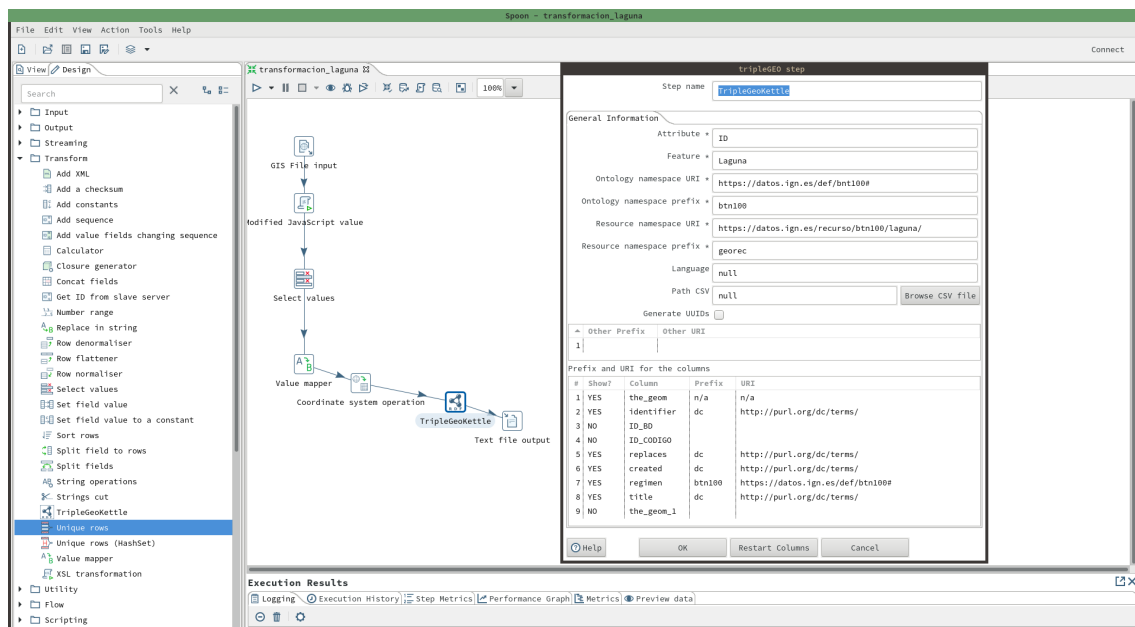 Spoon - transformacion_laguna
File Edit View Action Tools Help
Connect
View Design
Search
Input
Output
Streaming
Transform
Add XML
Add a checksum
Add constants
Add sequence
Add value fields changing sequence
Calculator
Closure generator
Concat fields
Get ID from slave server
Number range
Replace in string
Row denormaliser
Row flattener
Row normaliser
Select values
Set field value
Set field value to a constant
Sort rows
Split field to rows
Split fields
String operations
Strings cut
TripleGeoKettle
Unique rows
Unique rows (HashSet)
Value mapper
XSL transformation
Utility
Flow
Scripting
transformacion_laguna
100%
GIS File input
Modified JavaScript value
Select values
Value mapper
Coordinate system operation
TripleGeoKettle
Text file output
tripleGEO step
Step name TripleGeoKettle
General Information
Attribute * ID
Feature * Laguna
Ontology namespace URI * https://datos.ign.es/def/bnt100#
Ontology namespace prefix * btn100
Resource namespace URI * https://datos.ign.es/recurso/btn100/laguna/
Resource namespace prefix * georec
Language null
Path CSV null Browse CSV file
Generate UUIDs
Other Prefix Other URI
1
Prefix and URI for the columns
# Show? Column Prefix URI
1 YES the_geom n/a n/a
2 YES identifier dc http://purl.org/dc/terms/
3 NO ID_BD
4 NO ID_CODIGO
5 YES replaces dc http://purl.org/dc/terms/
6 YES created dc http://purl.org/dc/terms/
7 YES regimen btn100 https://datos.ign.es/def/btn100#
8 YES title dc http://purl.org/dc/terms/
9 NO the_geom_1
Help OK Restart Columns Cancel
Execution Results
Logging Execution History Step Metrics Performance Graph Metrics Preview data